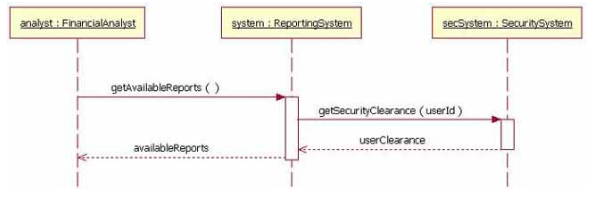 analyst : FinancialAnalyst
system : ReportingSystem
secSystem : SecuritySystem
getAvailableReports ( )
getSecurityClearance ( userId )
userClearance
availableReports